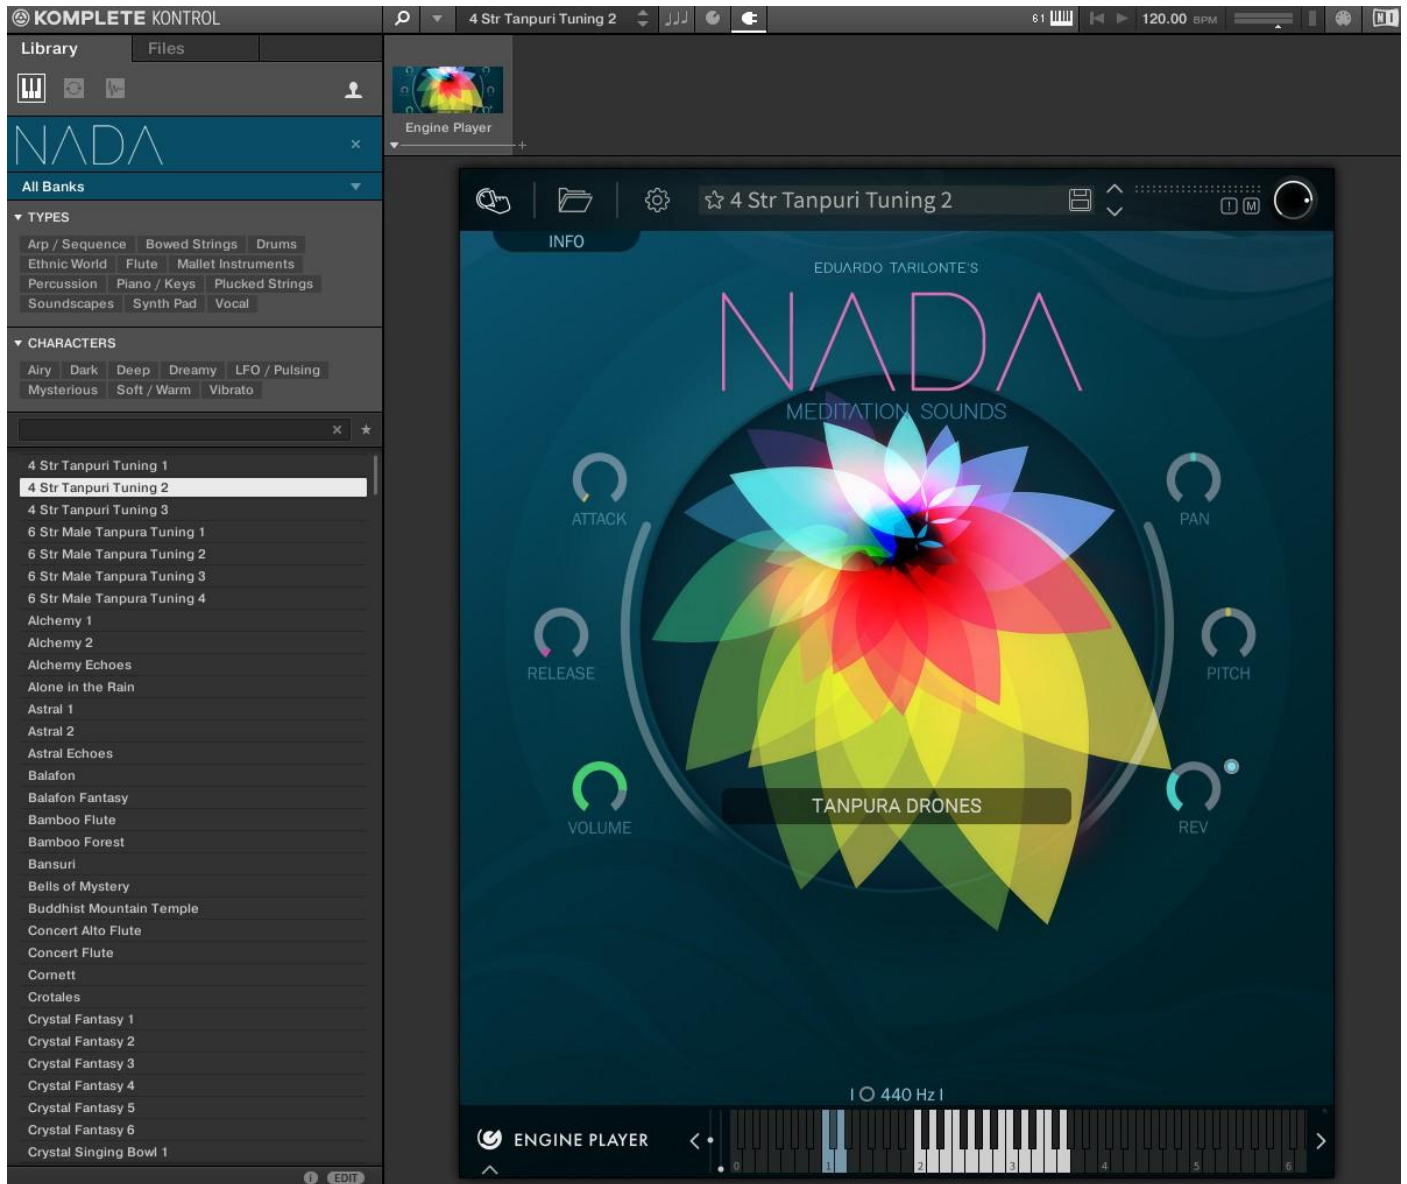 KOMPLETE KONTROL
4 Str Tanpuri Tuning 2
61
120.00 BPM
Library
Files
NADA
All Banks
TYPES
Arp / Sequence Bowed Strings Drums
Ethnic World Flute Mallet Instruments
Percussion Piano / Keys Plucked Strings
Soundscapes Synth Pad Vocal
CHARACTERS
Airy Dark Deep Dreamy LFO / Pulsing
Mysterious Soft / Warm Vibrato
4 Str Tanpuri Tuning 1
4 Str Tanpuri Tuning 2
4 Str Tanpuri Tuning 3
6 Str Male Tanpura Tuning 1
6 Str Male Tanpura Tuning 2
6 Str Male Tanpura Tuning 3
6 Str Male Tanpura Tuning 4
Alchemy 1
Alchemy 2
Alchemy Echoes
Alone in the Rain
Astral 1
Astral 2
Astral Echoes
Balafon
Balafon Fantasy
Bamboo Flute
Bamboo Forest
Bansuri
Bells of Mystery
Buddhist Mountain Temple
Concert Alto Flute
Concert Flute
Cornett
Crotales
Crystal Fantasy 1
Crystal Fantasy 2
Crystal Fantasy 3
Crystal Fantasy 4
Crystal Fantasy 5
Crystal Fantasy 6
Crystal Singing Bowl 1
EDIT
Engine Player
4 Str Tanpuri Tuning 2
! M
INFO
EDUARDO TARILONTE'S
NADA
MEDITATION SOUNDS
ATTACK
PAN
RELEASE
PITCH
VOLUME
TANPURA DRONES
REV
440 Hz
ENGINE PLAYER
0 1 2 3 4 5 6